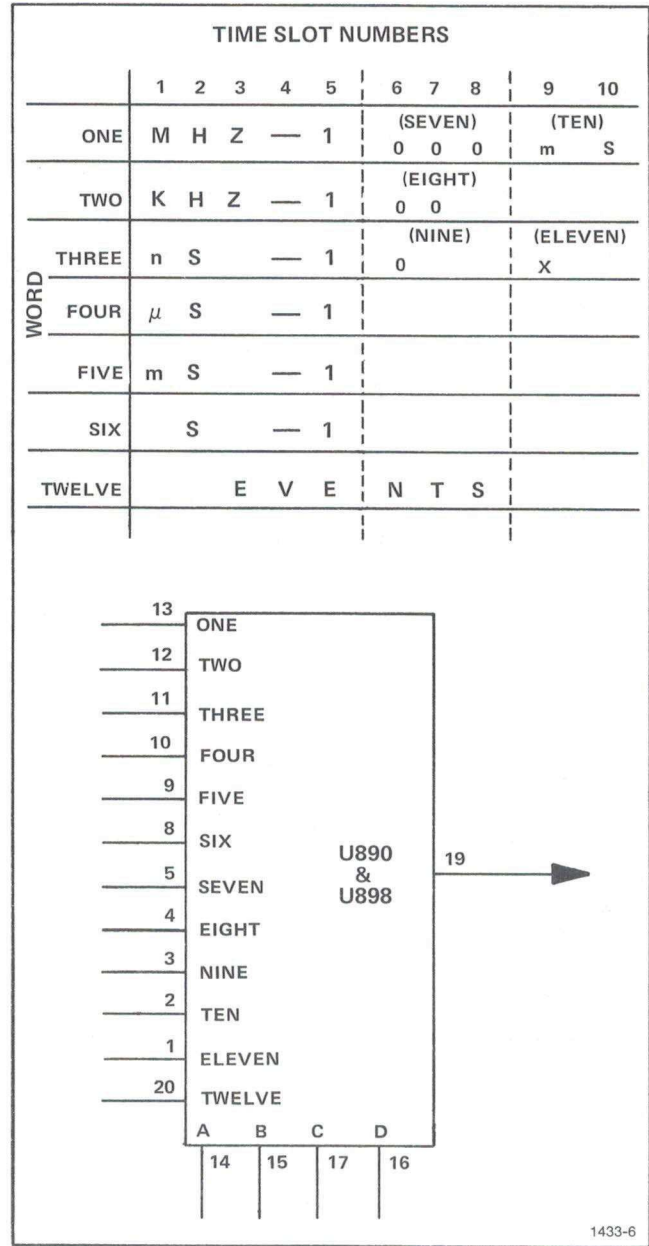 TIME SLOT NUMBERS
1 2 3 4 5 6 7 8 9 10
(SEVEN) (TEN)
ONE M H Z — 1 0 0 0 m S
(EIGHT)
TWO K H Z — 1 0 0
(NINE) (ELEVEN)
THREE n S — 1 0 X
WORD
FOUR μ S — 1
FIVE m S — 1
SIX S — 1
TWELVE E V E N T S
13 ONE
12 TWO
11 THREE
10 FOUR
9 FIVE
8 SIX
U890
&
U898
19
5 SEVEN
4 EIGHT
3 NINE
2 TEN
1 ELEVEN
20 TWELVE
A B C D
14 15 17 16
1433-6